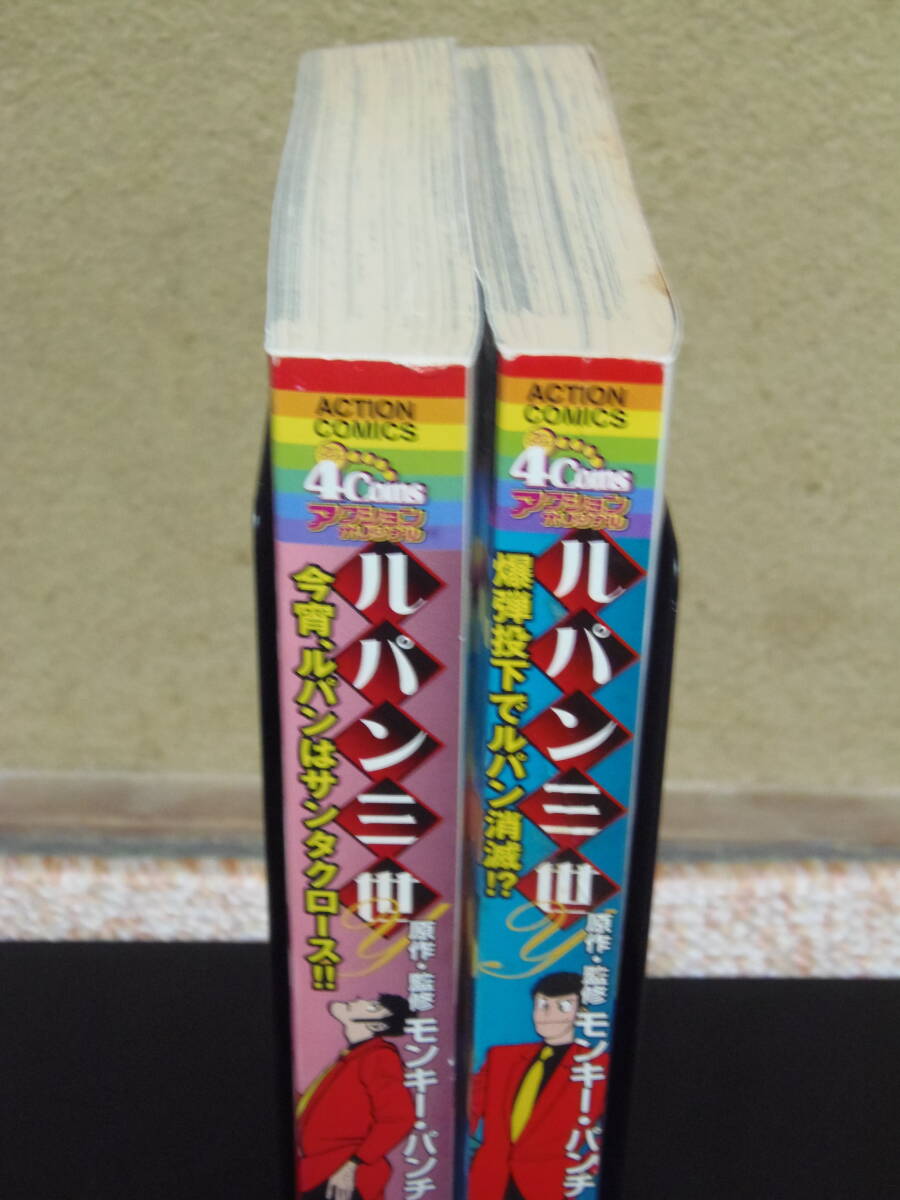 ACTION
COMICS
4Coms
アクション
オリジナル
ルパン三世
Y
今宵、ルパンはサンタクロース!!
原作・監修 モンキー・パンチ
ACTION
COMICS
4Coms
アクション
オリジナル
ルパン三世
Y
爆弾投下でルパン消滅!?
原作・監修 モンキー・パンチ